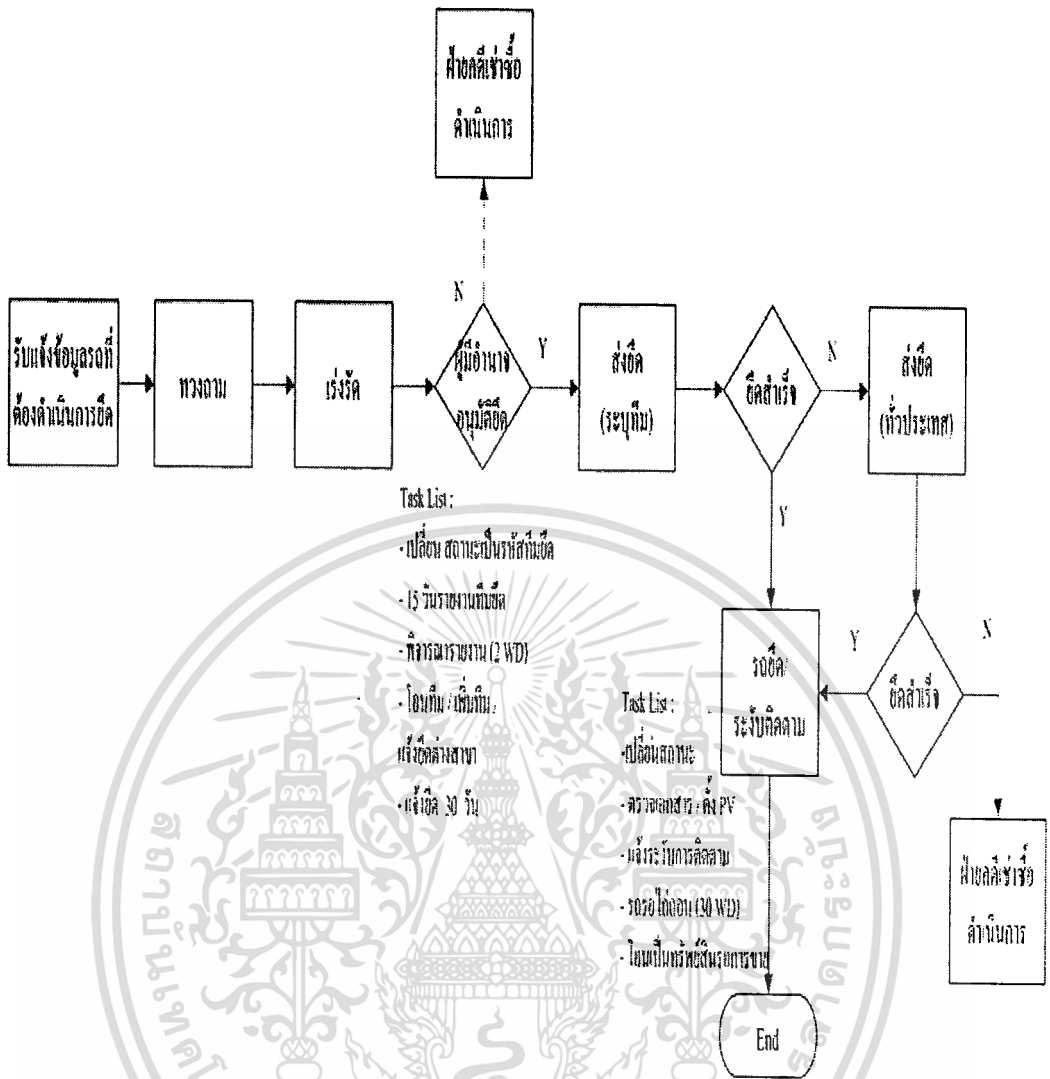 ฝ่ายคดีเช่าซื้อ
ดำเนินการ
N
รับแจ้งข้อมูลรถที่
ต้องดำเนินการยึด
ทวงถาม
เร่งรัด
ผู้มีอำนาจ
อนุมัติยึด
Y
ส่งยึด
(ระบุทีม)
ยึดสำเร็จ
N
ส่งยึด
(ทั่วประเทศ)
Y
Task List :
- เปลี่ยน สถานะเป็นรหัสทีมยึด
- 15 วันรายงานทีมยึด
- พิจารณารายงาน (2 WD)
- โอนทีม / เพิ่มทีม /
แจ้งยึดต่างสาขา
- แจ้งยึด 30 วัน
รถยึด/
ระงับติดตาม
Y
ยึดสำเร็จ
N
Task List :
-เปลี่ยนสถานะ
- ตรวจเอกสาร / ตั้ง PV
- แจ้งระงับการติดตาม
- รถรอไถ่ถอน (30 WD)
- โอนเป็นทรัพย์สินรอการขาย
ฝ่ายคดีเช่าซื้อ
ดำเนินการ
End